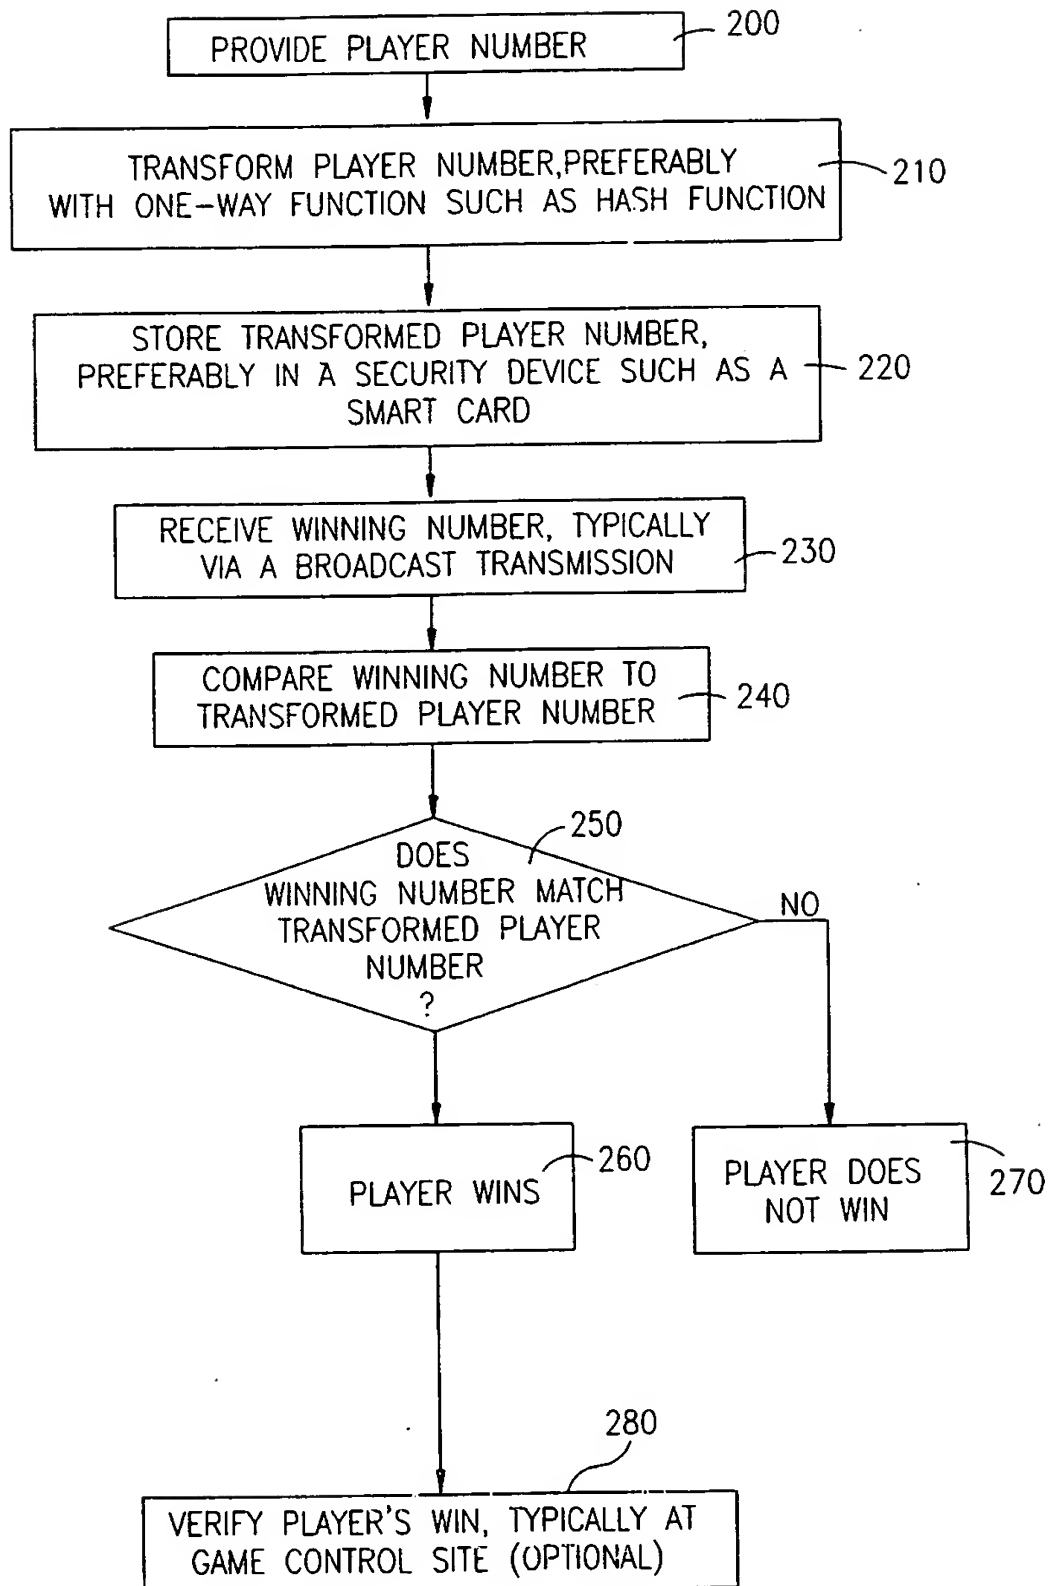 PROVIDE PLAYER NUMBER
200
TRANSFORM PLAYER NUMBER,PREFERABLY
WITH ONE-WAY FUNCTION SUCH AS HASH FUNCTION
210
STORE TRANSFORMED PLAYER NUMBER,
PREFERABLY IN A SECURITY DEVICE SUCH AS A
SMART CARD
220
RECEIVE WINNING NUMBER, TYPICALLY
VIA A BROADCAST TRANSMISSION
230
COMPARE WINNING NUMBER TO
TRANSFORMED PLAYER NUMBER
240
250
DOES
WINNING NUMBER MATCH
TRANSFORMED PLAYER
NUMBER
?
NO
PLAYER WINS
260
PLAYER DOES
NOT WIN
270
280
VERIFY PLAYER'S WIN, TYPICALLY AT
GAME CONTROL SITE (OPTIONAL)